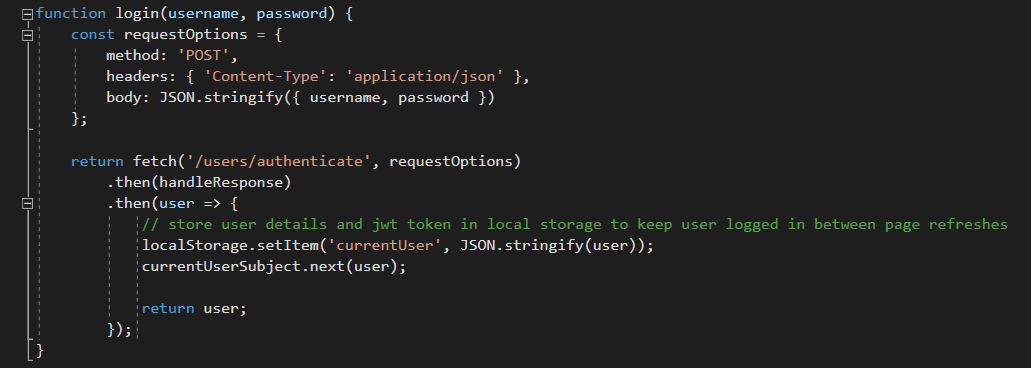 function login(username, password) {
    const requestOptions = {
        method: 'POST',
        headers: { 'Content-Type': 'application/json' },
        body: JSON.stringify({ username, password })
    };

    return fetch('/users/authenticate', requestOptions)
        .then(handleResponse)
        .then(user => {
            // store user details and jwt token in local storage to keep user logged in between page refreshes
            localStorage.setItem('currentUser', JSON.stringify(user));
            currentUserSubject.next(user);

            return user;
        });
}